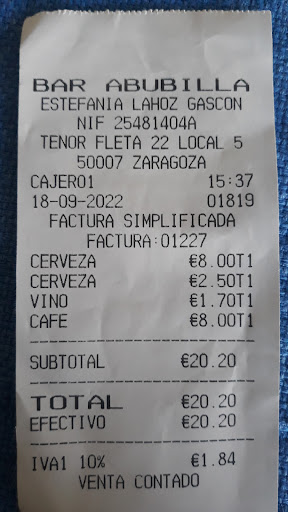 BAR ABUBILLA
ESTEFANIA LAHOZ GASCON
NIF 25481404A
TENOR FLETA 22 LOCAL 5
50007 ZARAGOZA
CAJERO1 15:37
18-09-2022 01819
FACTURA SIMPLIFICADA
FACTURA:01227
CERVEZA €8.00T1
CERVEZA €2.50T1
VINO €1.70T1
CAFE €8.00T1
SUBTOTAL €20.20
TOTAL €20.20
EFECTIVO €20.20
IVA1 10% €1.84
VENTA CONTADO